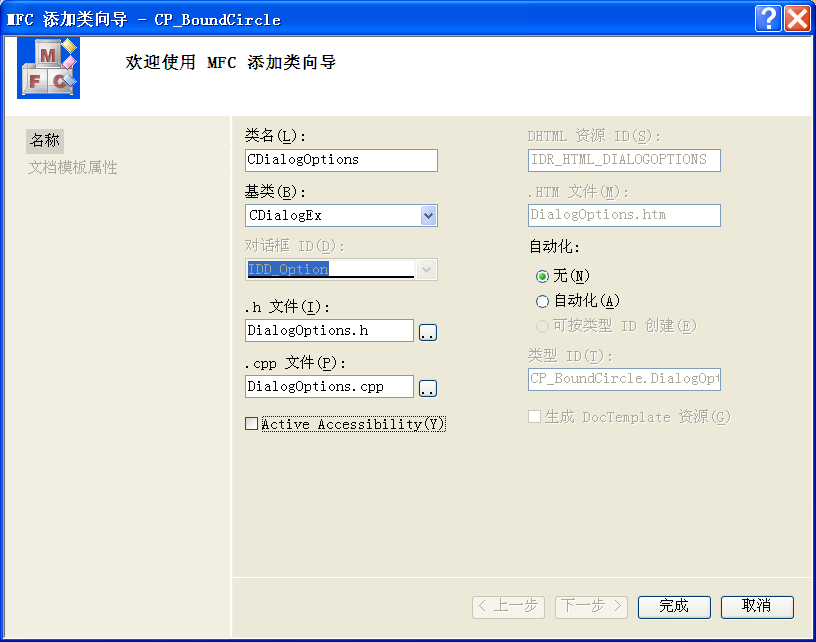 MFC 添加类向导 - CP_BoundCircle
M
F C
欢迎使用 MFC 添加类向导
名称
文档模板属性
类名(L):
CDialogOptions
基类(B):
CDialogEx
对话框 ID(D):
IDD_Option
.h 文件(I):
DialogOptions.h
..
.cpp 文件(P):
DialogOptions.cpp
..
Active Accessibility(Y)
DHTML 资源 ID(S):
IDR_HTML_DIALOGOPTIONS
.HTM 文件(M):
DialogOptions.htm
自动化:
无(N)
自动化(A)
可按类型 ID 创建(E)
类型 ID(T):
CP_BoundCircle.DialogOpt
生成 DocTemplate 资源(G)
< 上一步
下一步 >
完成
取消